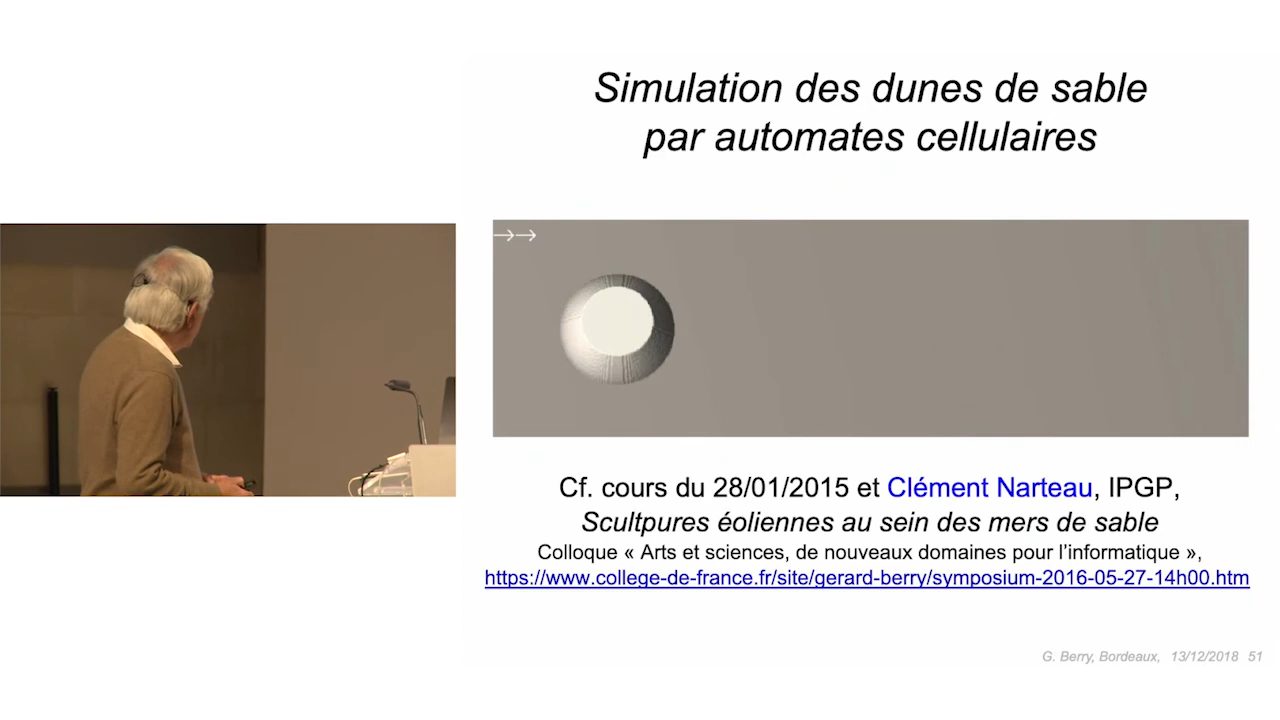 Simulation des dunes de sable
par automates cellulaires
Cf. cours du 28/01/2015 et Clément Narteau, IPGP,
Scultpures éoliennes au sein des mers de sable
Colloque « Arts et sciences, de nouveaux domaines pour l’informatique »,
https://www.college-de-france.fr/site/gerard-berry/symposium-2016-05-27-14h00.htm
G. Berry, Bordeaux, 13/12/2018 51